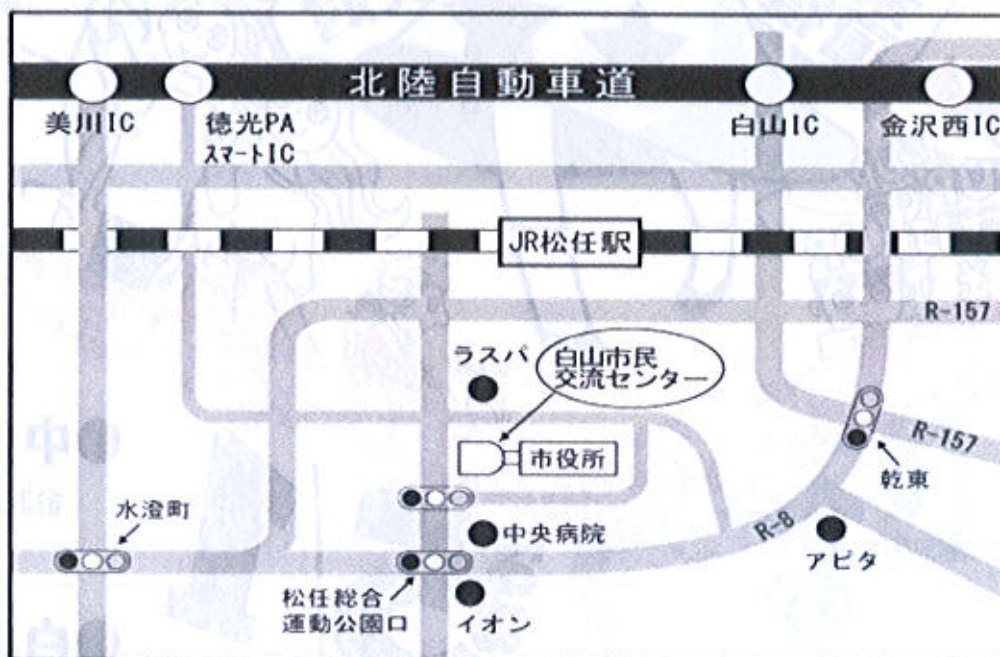 北陸自動車道
美川IC
徳光PA
スマートIC
白山IC
金沢西IC
JR松任駅
R-157
ラスパ
白山市民
交流センター
市役所
R-157
乾東
水澄町
中央病院
R-8
アピタ
松任総合
運動公園口
イオン